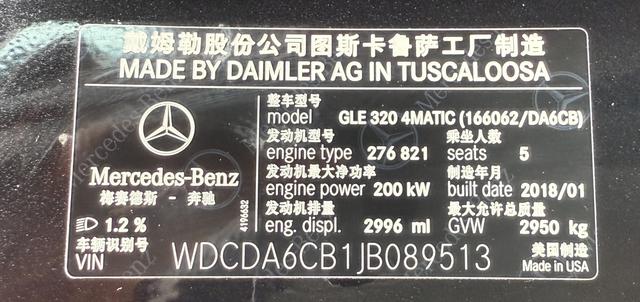 戴姆勒股份公司图斯卡鲁萨工厂制造
MADE BY DAIMLER AG IN TUSCALOOSA
整车型号
model GLE 320 4MATIC (166062/DA6CB)
发动机型号 乘坐人数
engine type 276 821 seats 5
发动机最大净功率 制造年月
engine power 200 kW built date 2018/01
发动机排量 最大允许总质量
eng. displ. 2996 ml GVW 2950 kg
Mercedes-Benz
梅赛德斯 - 奔驰
1.2 %
4196632
车辆识别号
VIN WDCDA6CB1JB089513
美国制造
Made in USA